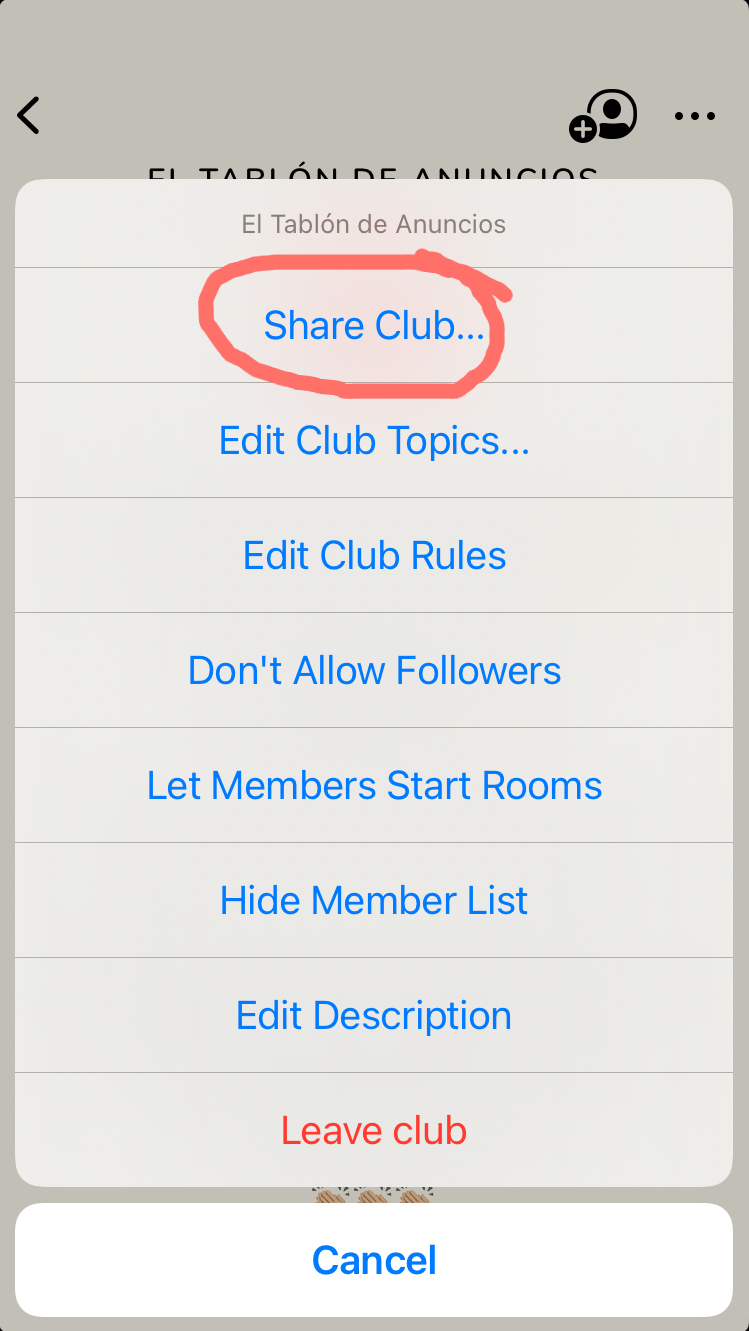 EL TABLÓN DE ANUNCIOS
El Tablón de Anuncios
Share Club...
Edit Club Topics...
Edit Club Rules
Don't Allow Followers
Let Members Start Rooms
Hide Member List
Edit Description
Leave club
Cancel